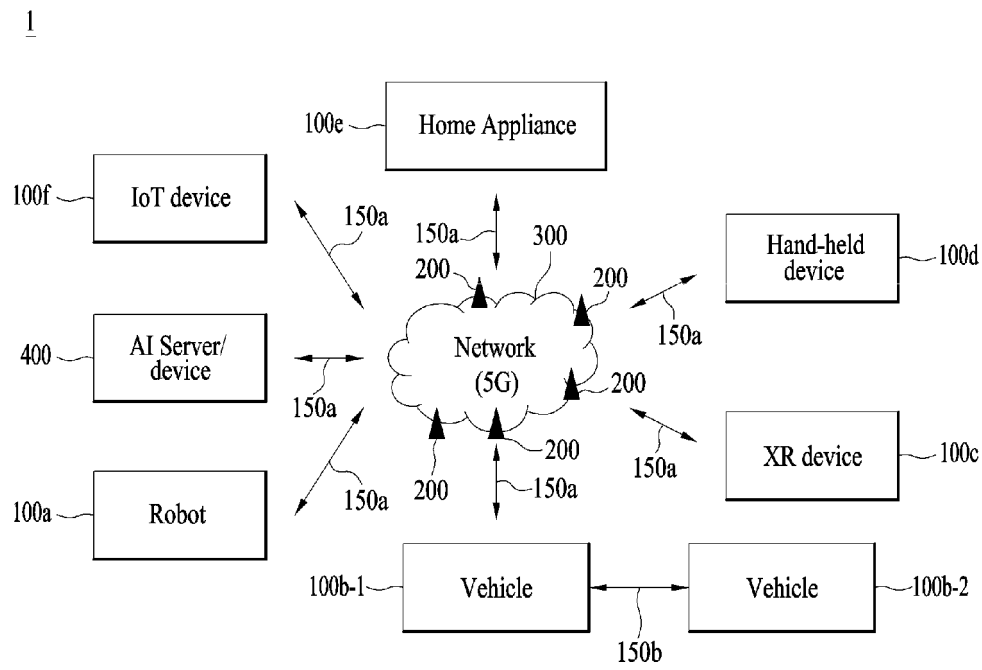 1
100e
Home Appliance
100f
IoT device
150a
150a
300
200
200
Hand-held
device
100d
150a
400
AI Server/
device
150a
Network
(5G)
200
100a
Robot
150a
200
200
150a
150a
XR device
100c
100b-1
Vehicle
Vehicle
100b-2
150b